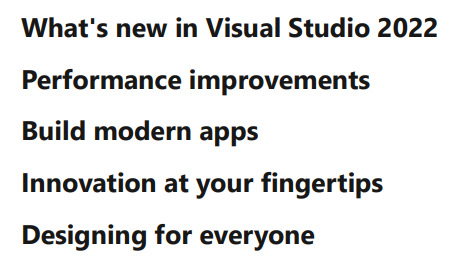 What's new in Visual Studio 2022
Performance improvements
Build modern apps
Innovation at your fingertips
Designing for everyone